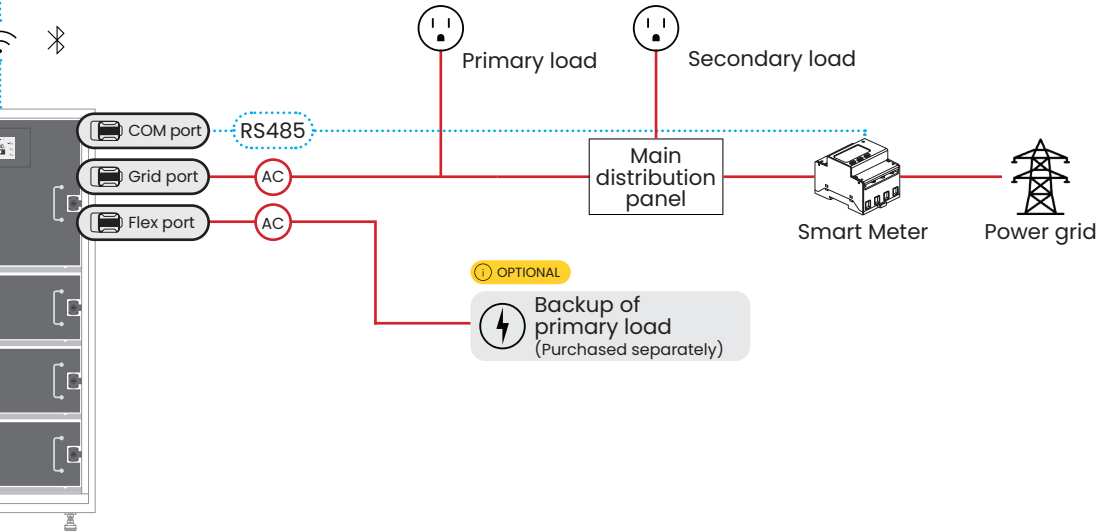 Primary load
Secondary load
COM port
RS485
Grid port
AC
Main
distribution
panel
Flex port
AC
Smart Meter
Power grid
i OPTIONAL
Backup of
primary load
(Purchased separately)